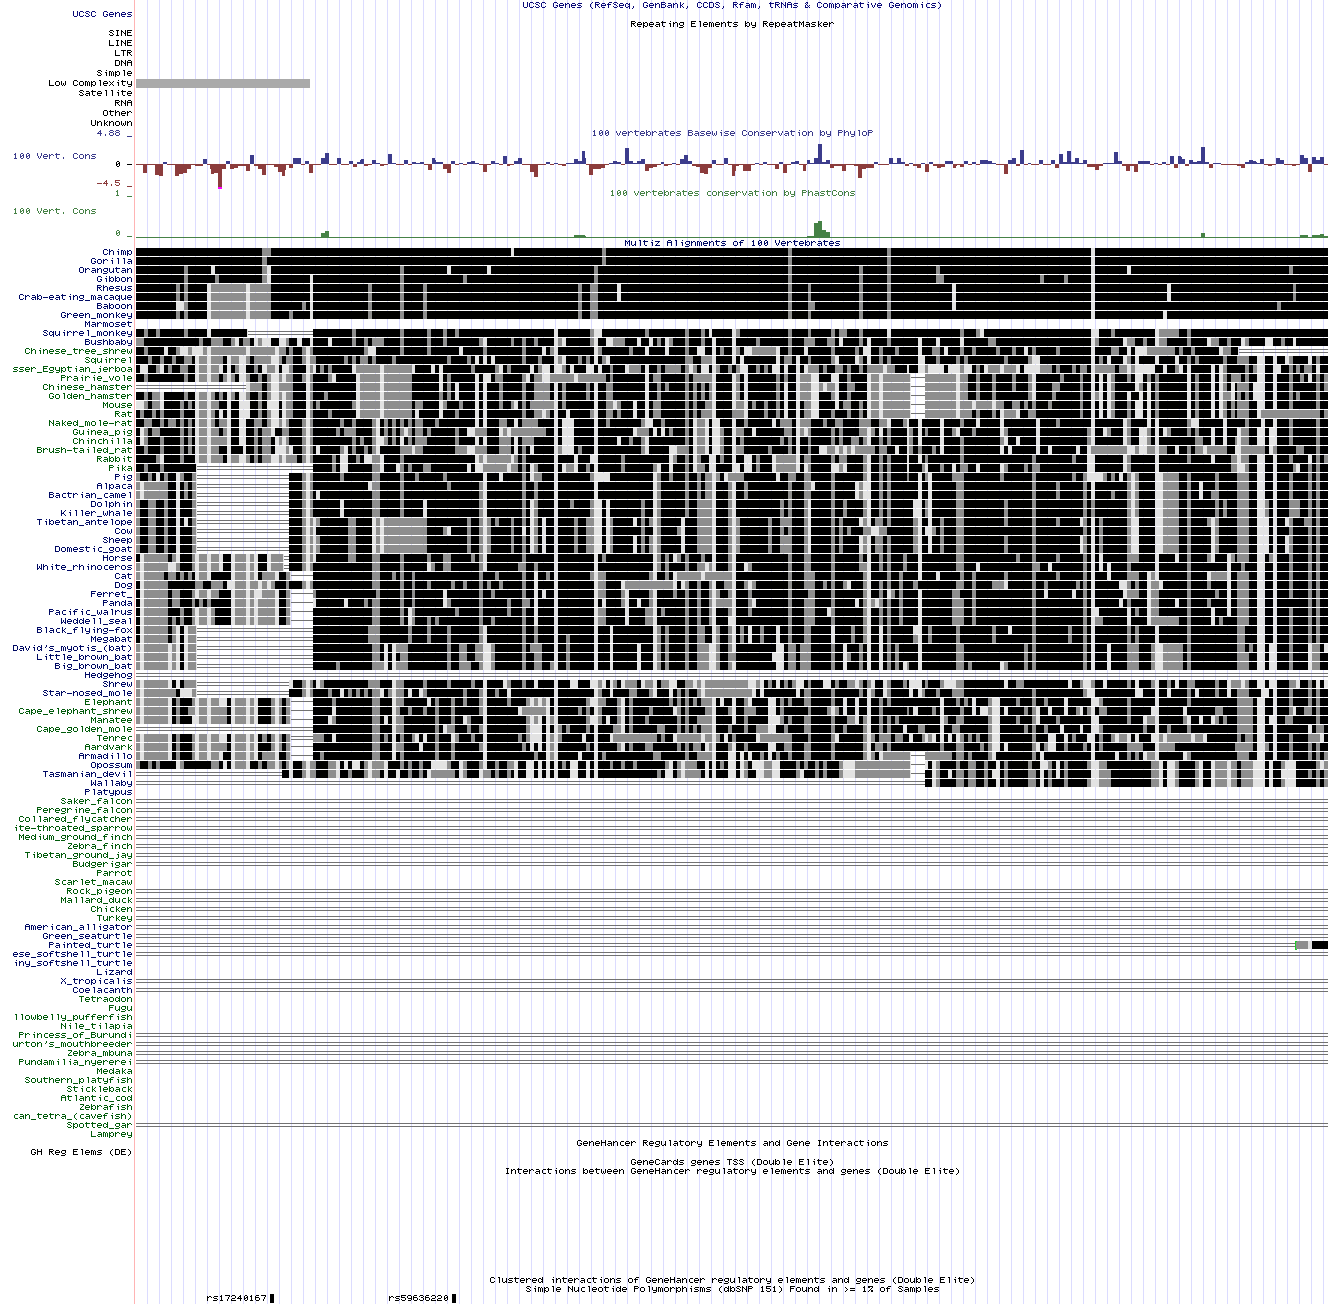 UCSC Genes (RefSeq, GenBank, CCDS, Rfam, tRNAs & Comparative Genomics)
UCSC Genes
Repeating Elements by RepeatMasker
SINE
LINE
LTR
DNA
Simple
Low Complexity
Satellite
RNA
Other
Unknown
4.88 _
100 vertebrates Basewise Conservation by PhyloP
100 Vert. Cons
0 -
-4.5 _
100 vertebrates conservation by PhastCons
1 _
100 Vert. Cons
0 _
Multiz Alignments of 100 Vertebrates
Chimp
Gorilla
Orangutan
Gibbon
Rhesus
Crab-eating_macaque
Baboon
Green_monkey
Marmoset
Squirrel_monkey
Bushbaby
Chinese_tree_shrew
Squirrel
sser_Egyptian_jerboa
Prairie_vole
Chinese_hamster
Golden_hamster
Mouse
Rat
Naked_mole-rat
Guinea_pig
Chinchilla
Brush-tailed_rat
Rabbit
Pika
Pig
Alpaca
Bactrian_camel
Dolphin
Killer_whale
Tibetan_antelope
Cow
Sheep
Domestic_goat
Horse
White_rhinoceros
Cat
Dog
Ferret_
Panda
Pacific_walrus
Weddell_seal
Black_flying-fox
Megabat
David's_myotis_(bat)
Little_brown_bat
Big_brown_bat
Hedgehog
Shrew
Star-nosed_mole
Elephant
Cape_elephant_shrew
Manatee
Cape_golden_mole
Tenrec
Aardvark
Armadillo
Opossum
Tasmanian_devil
Wallaby
Platypus
Saker_falcon
Peregrine_falcon
Collared_flycatcher
ite-throated_sparrow
Medium_ground_finch
Zebra_finch
Tibetan_ground_jay
Budgerigar
Parrot
Scarlet_macaw
Rock_pigeon
Mallard_duck
Chicken
Turkey
American_alligator
Green_seaturtle
Painted_turtle
ese_softshell_turtle
iny_softshell_turtle
Lizard
X_tropicalis
Coelacanth
Tetraodon
Fugu
llowbelly_pufferfish
Nile_tilapia
Princess_of_Burundi
urton's_mouthbreeder
Zebra_mbuna
Pundamilia_nyererei
Medaka
Southern_platyfish
Stickleback
Atlantic_cod
Zebrafish
can_tetra_(cavefish)
Spotted_gar
Lamprey
GeneHancer Regulatory Elements and Gene Interactions
GH Reg Elems (DE)
GeneCards genes TSS (Double Elite)
Interactions between GeneHancer regulatory elements and genes (Double Elite)
Clustered interactions of GeneHancer regulatory elements and genes (Double Elite)
Simple Nucleotide Polymorphisms (dbSNP 151) Found in >= 1% of Samples
rs17240167
rs59636220